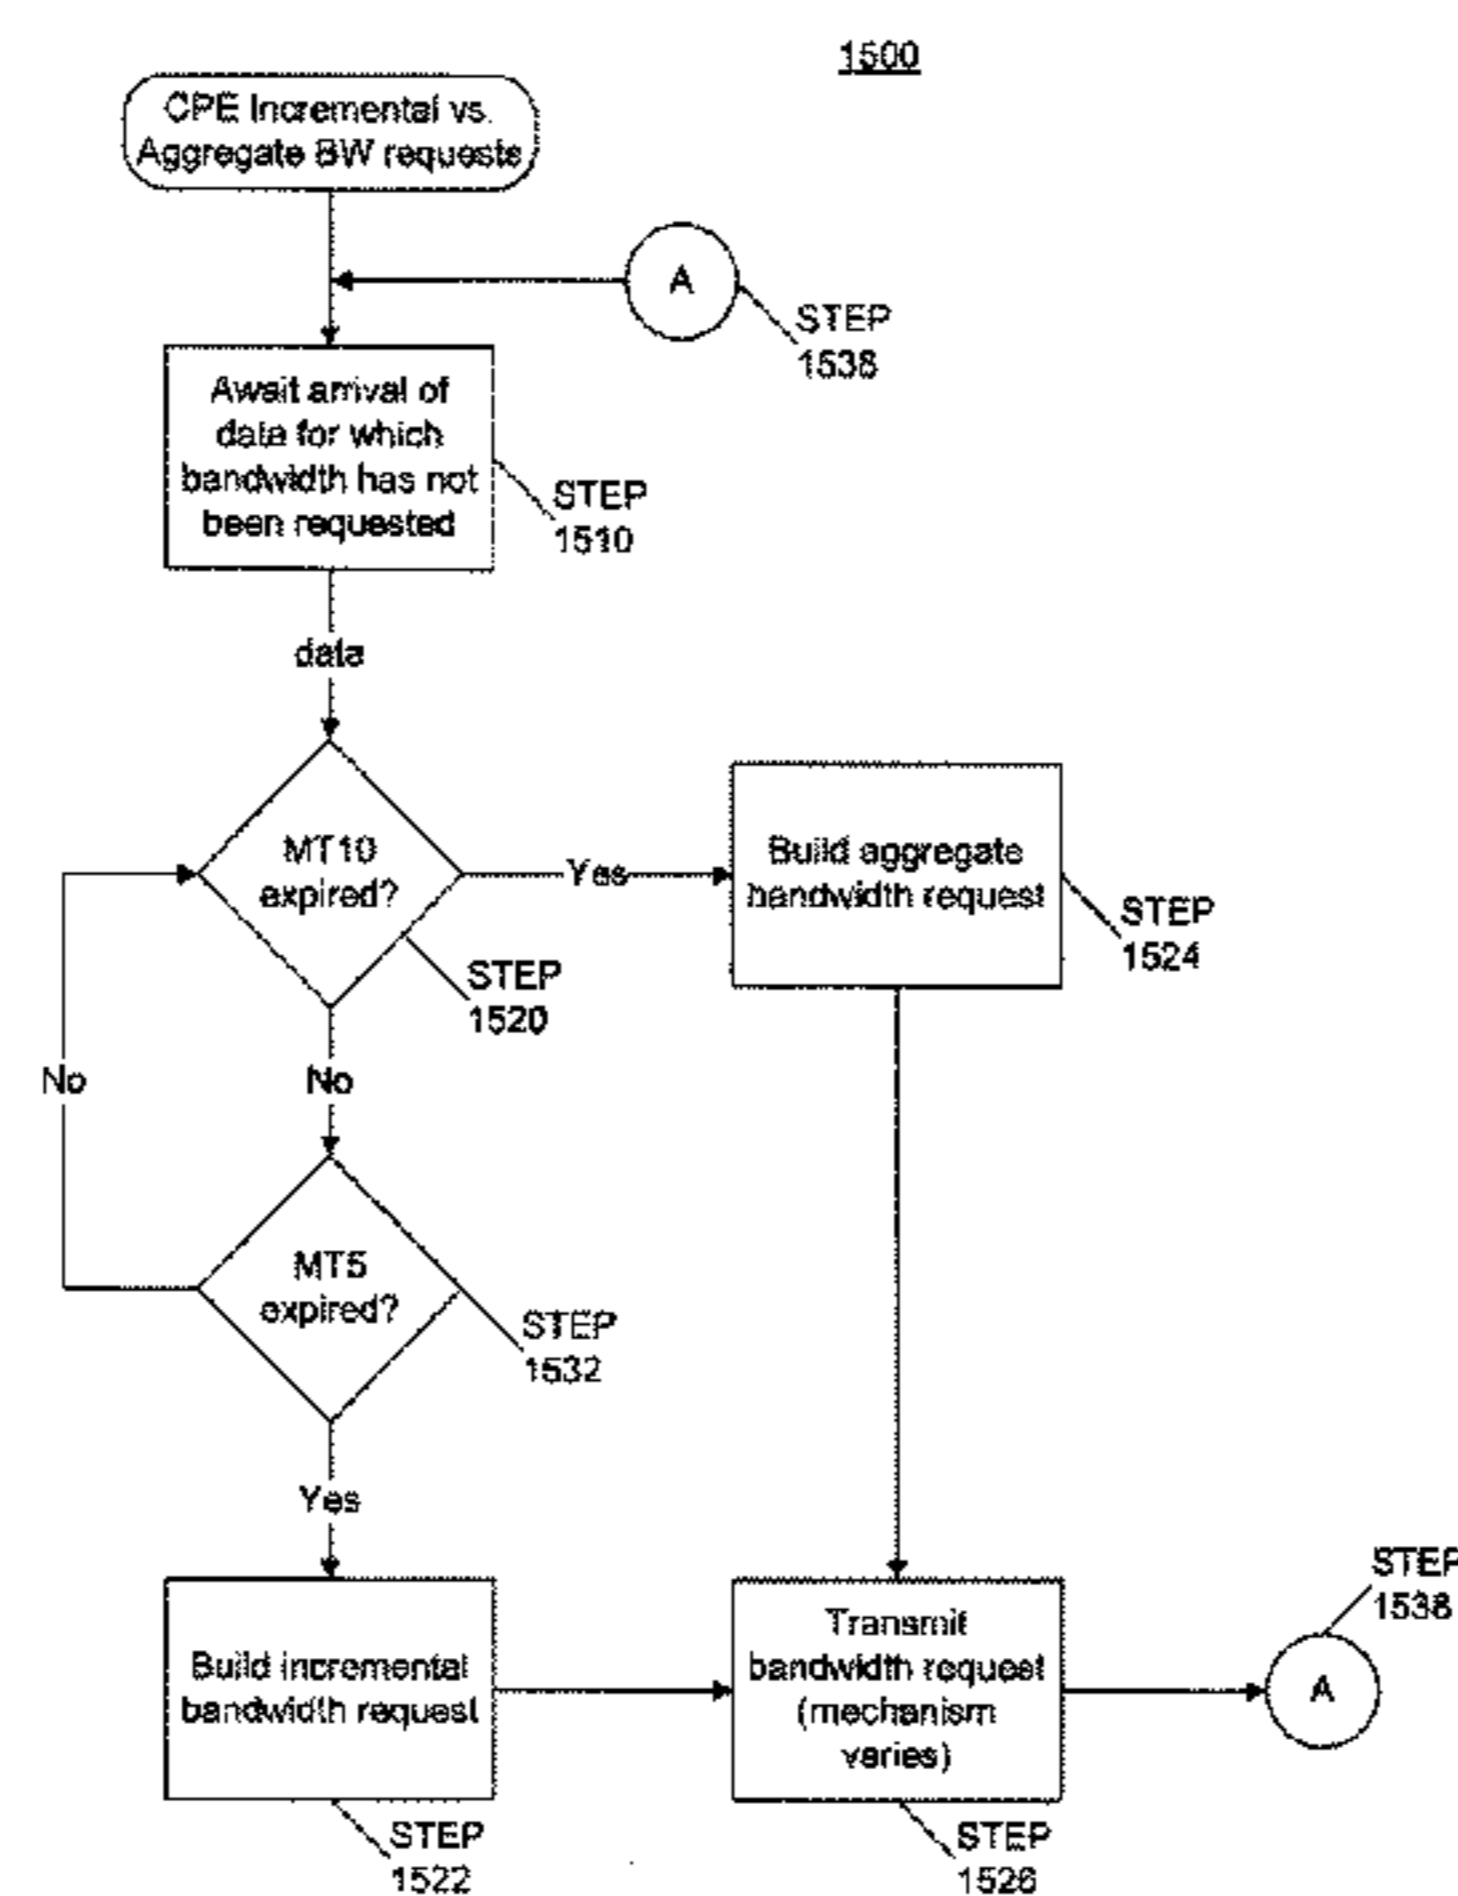 1500
CPE Incremental vs.
Aggregate BW requests
A
STEP
1538
Await arrival of
data for which
bandwidth has not
been requested
STEP
1510
data
MT10
expired?
Yes
Build aggregate
bandwidth request
STEP
1524
STEP
1520
No
No
MT5
expired?
STEP
1532
Yes
Build incremental
bandwidth request
STEP
1522
Transmit
bandwidth request
(mechanism
varies)
STEP
1526
A
STEP
1538